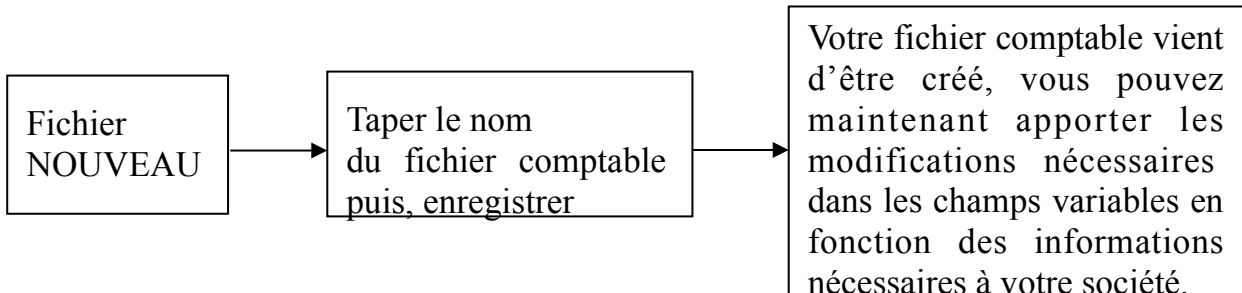 Fichier
NOUVEAU
Taper le nom
du fichier comptable
puis, enregistrer
Votre fichier comptable vient
d’être créé, vous pouvez
maintenant apporter les
modifications nécessaires
dans les champs variables en
fonction des informations
nécessaires à votre société.